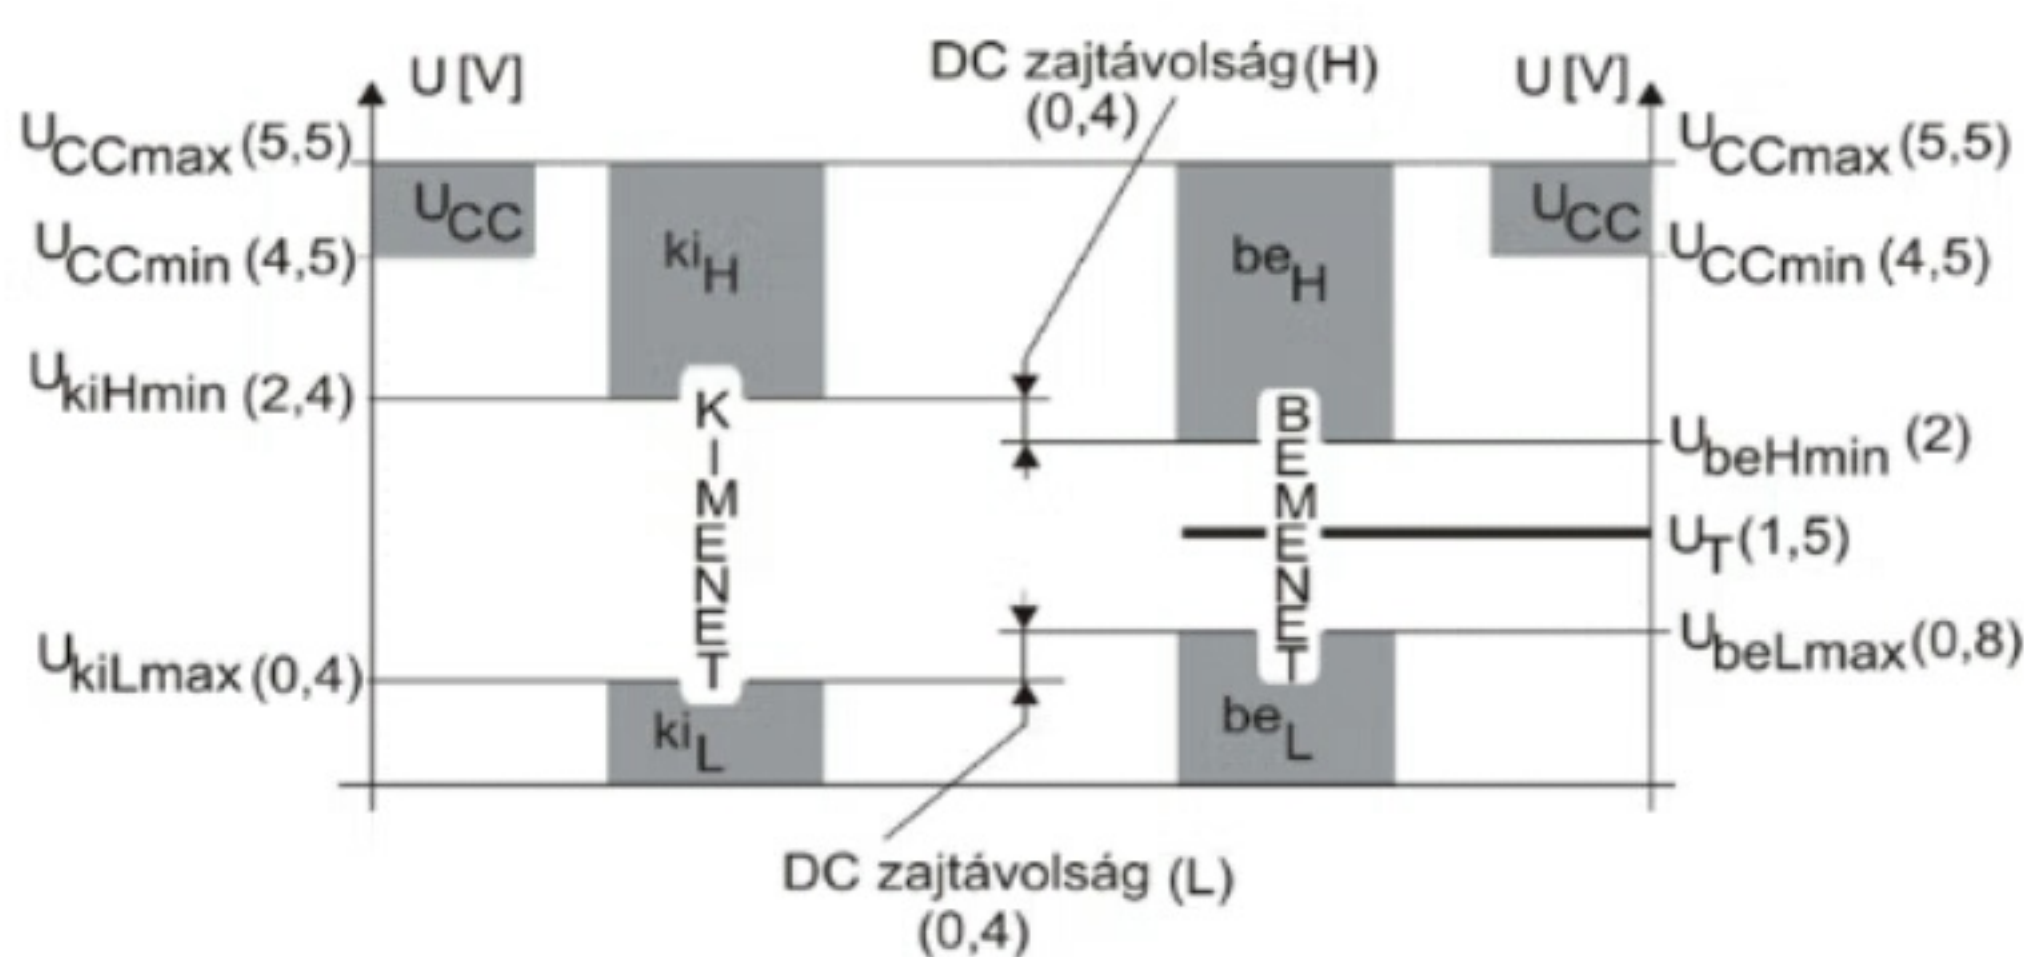 DC zajtávolság (H)
(0,4)
U [V]
U [V]
UCCmax (5,5)
UCCmax (5,5)
UCC
UCC
UCCmin (4,5)
UCCmin (4,5)
kiH
beH
UkiHmin (2,4)
KIMENET
BEMENET
UbeHmin (2)
UT (1,5)
UbeLmax (0,8)
UkiLmax (0,4)
kiL
beL
DC zajtávolság (L)
(0,4)